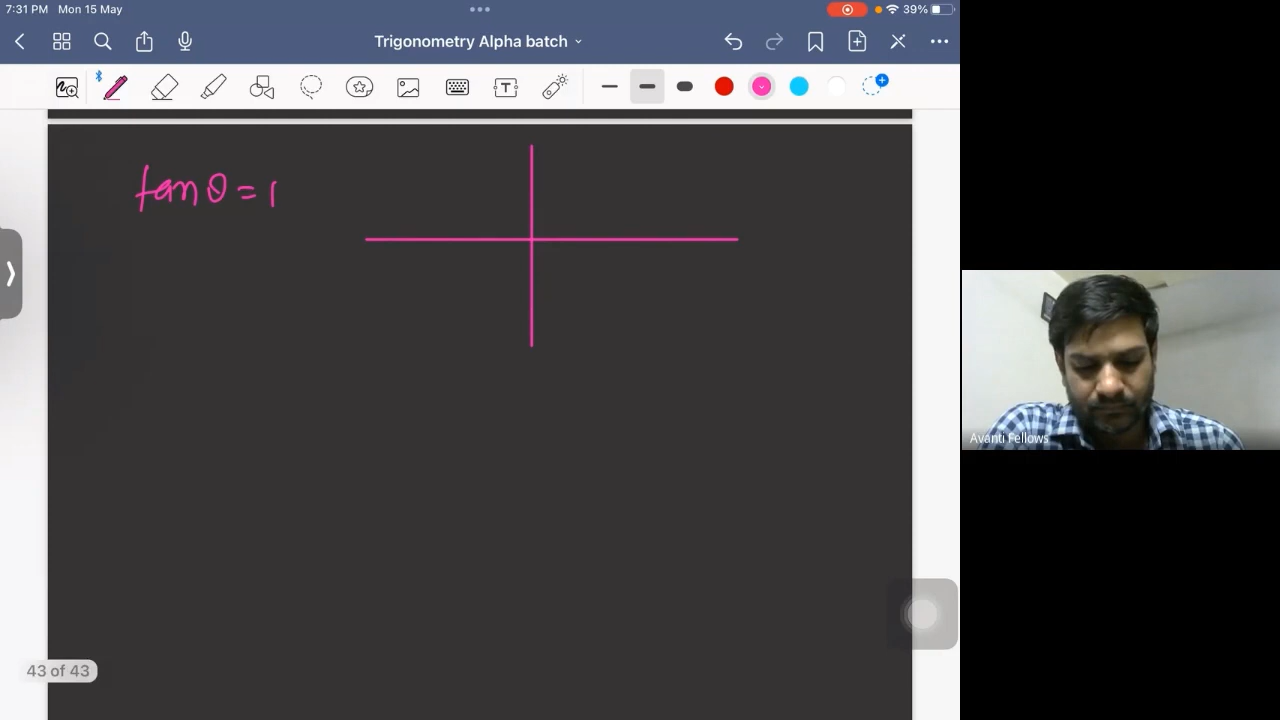 7:31 PM Mon 15 May
39%
Trigonometry Alpha batch
T
tan θ = 1
Avanti Fellows
43 of 43